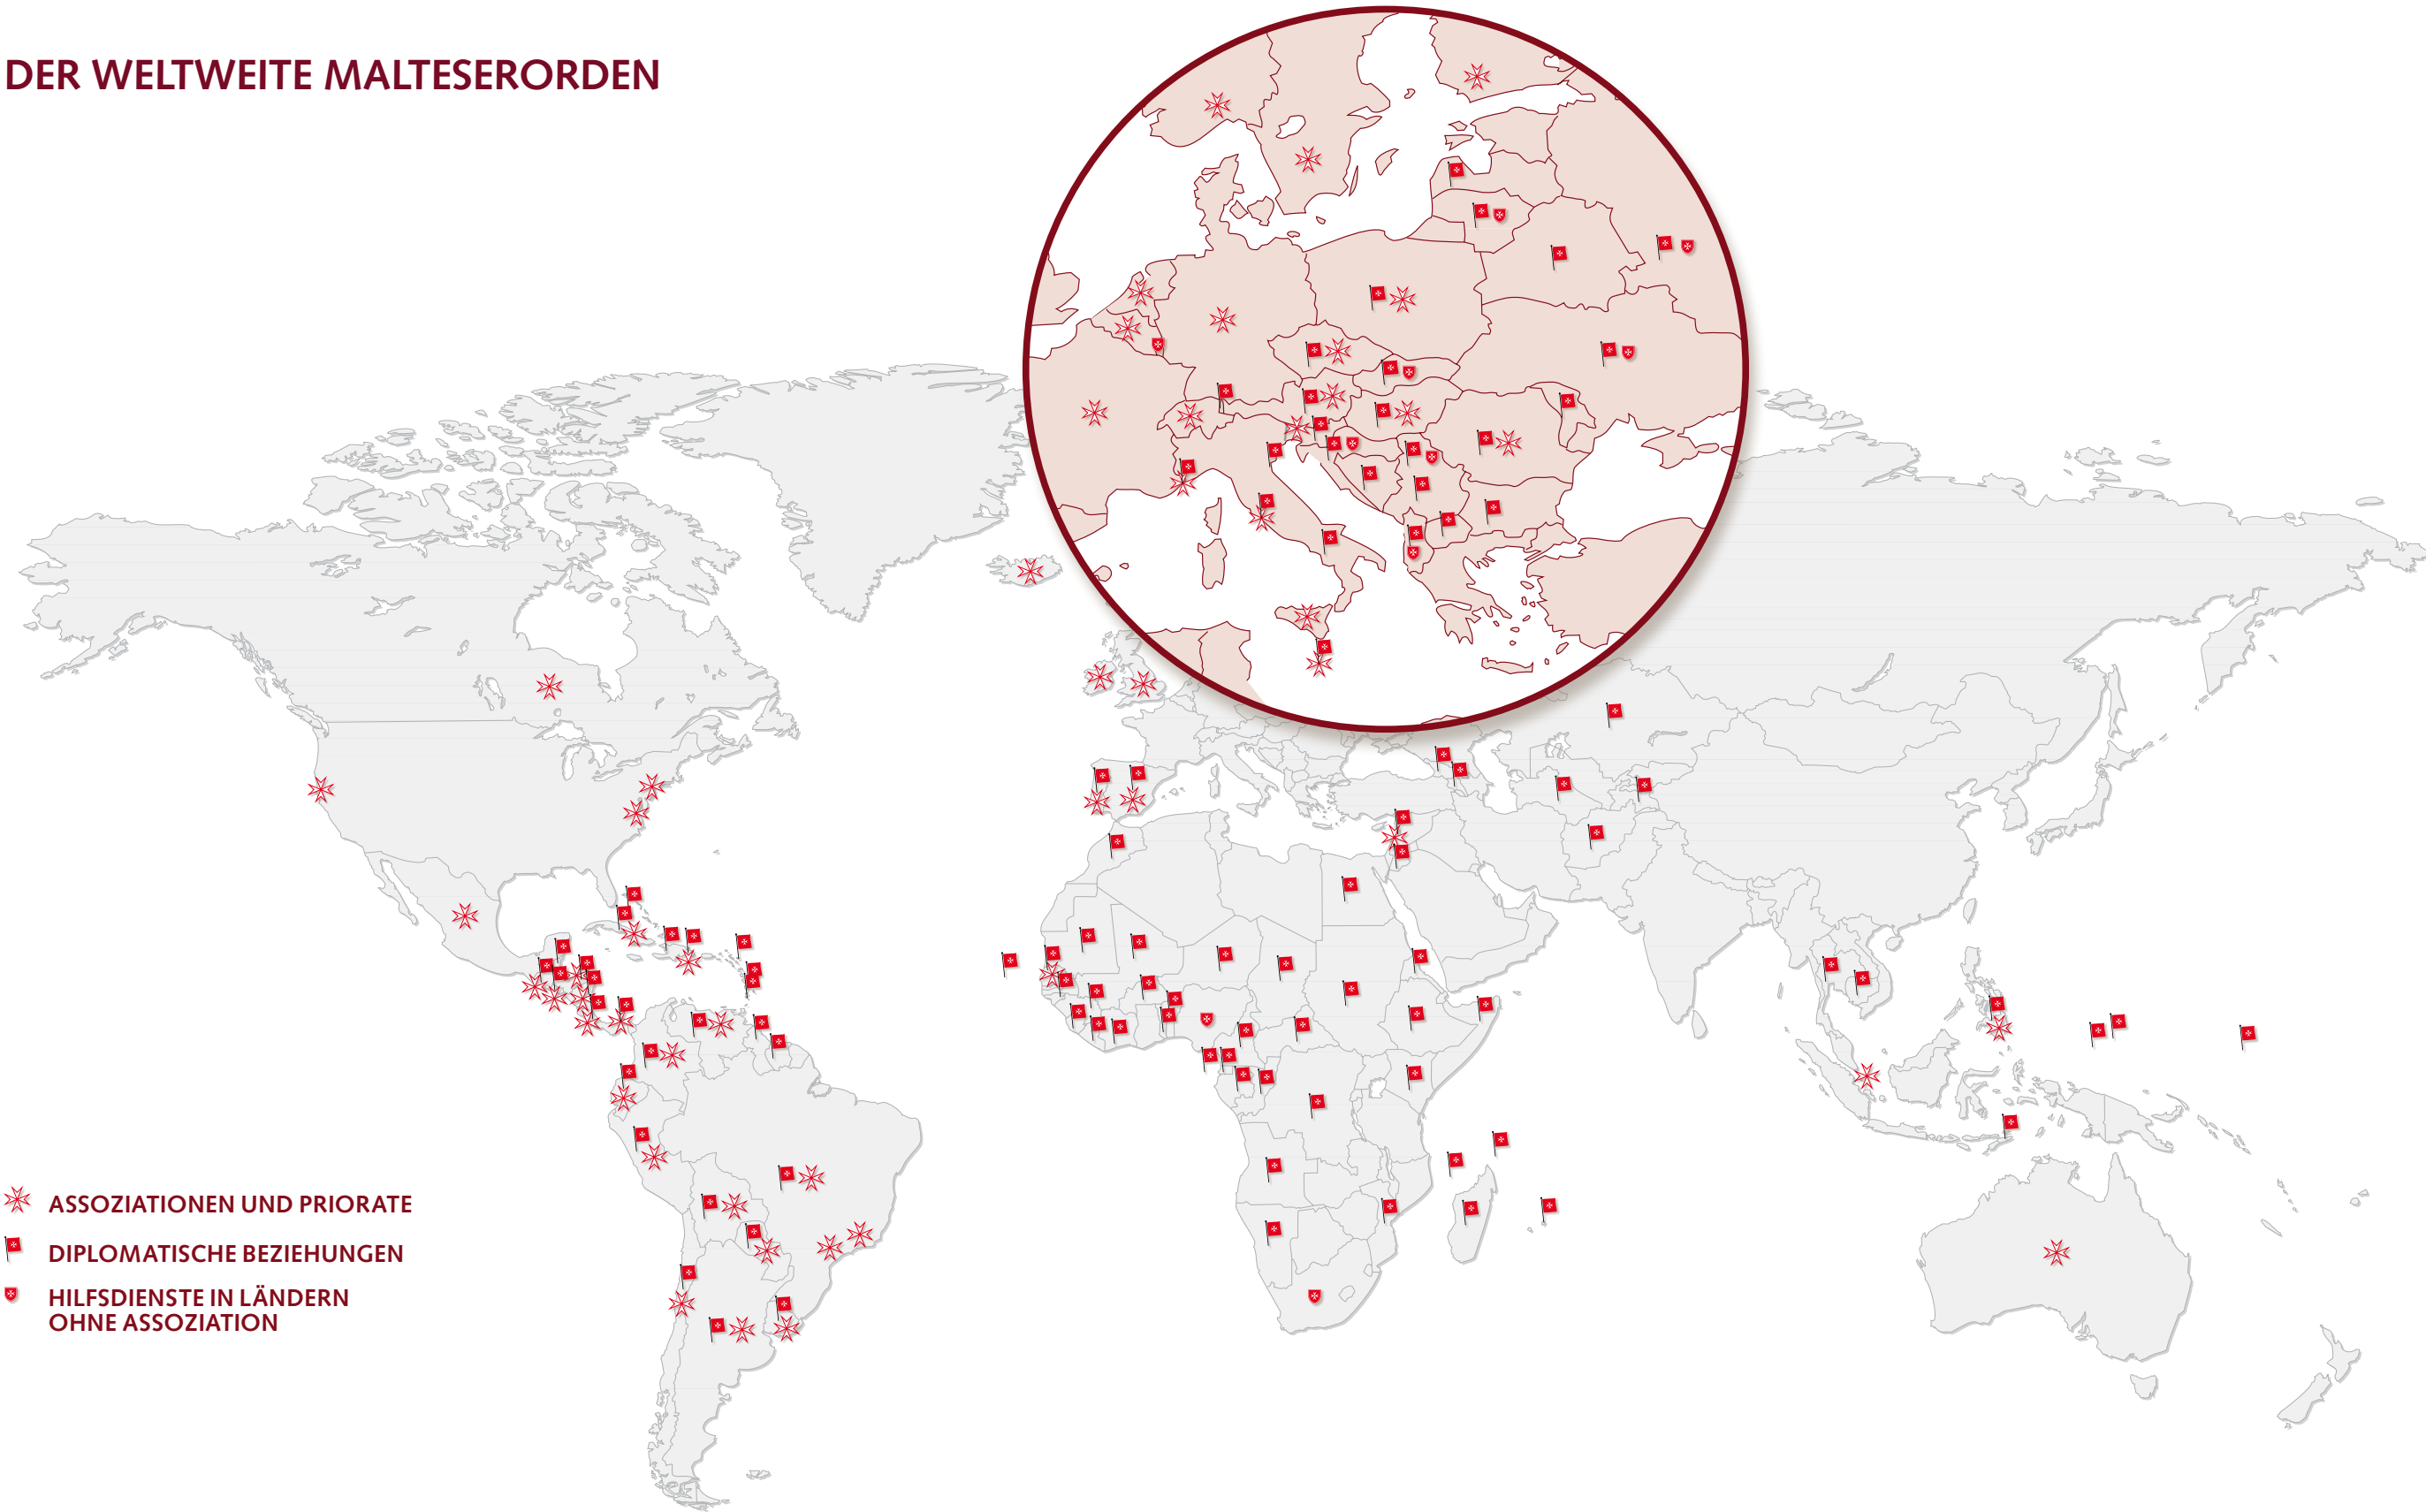 DER WELTWEITE MALTESERORDEN
ASSOZIATIONEN UND PRIORATE
DIPLOMATISCHE BEZIEHUNGEN
HILFSDIENSTE IN LÄNDERN
OHNE ASSOZIATION